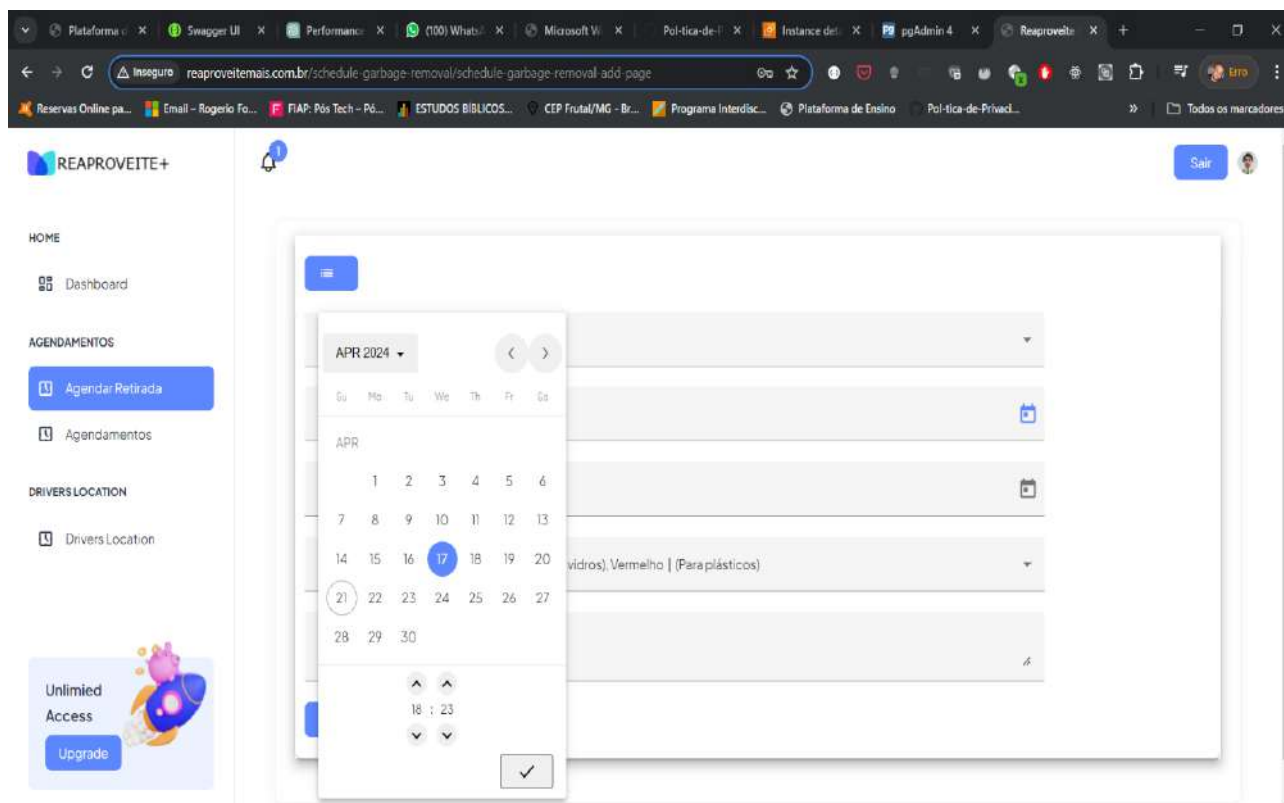 Plataforma d
Swagger UI
Performance
(100) WhatsA
Microsoft W
Pol-tica-de-P
Instance det
pgAdmin 4
Reaproveite
Inseguro reaproveitemais.com.br/schedule-garbage-removal/schedule-garbage-removal-add-page
Erro
Reservas Online pa...
Email – Rogerio Fo...
FIAP: Pós Tech – Pó...
ESTUDOS BÍBLICOS...
CEP Frutal/MG - Br...
Programa Interdisc...
Plataforma de Ensino
Pol-tica-de-Privaci...
»
Todos os marcadores
REAPROVEITE+
1
Sair
HOME
Dashboard
AGENDAMENTOS
Agendar Retirada
Agendamentos
DRIVERS LOCATION
Drivers Location
Unlimied
Access
Upgrade
APR 2024
Su Mo Tu We Th Fr Sa
APR
1 2 3 4 5 6
7 8 9 10 11 12 13
14 15 16 17 18 19 20
21 22 23 24 25 26 27
28 29 30
18 : 23
vidros), Vermelho | (Para plásticos)